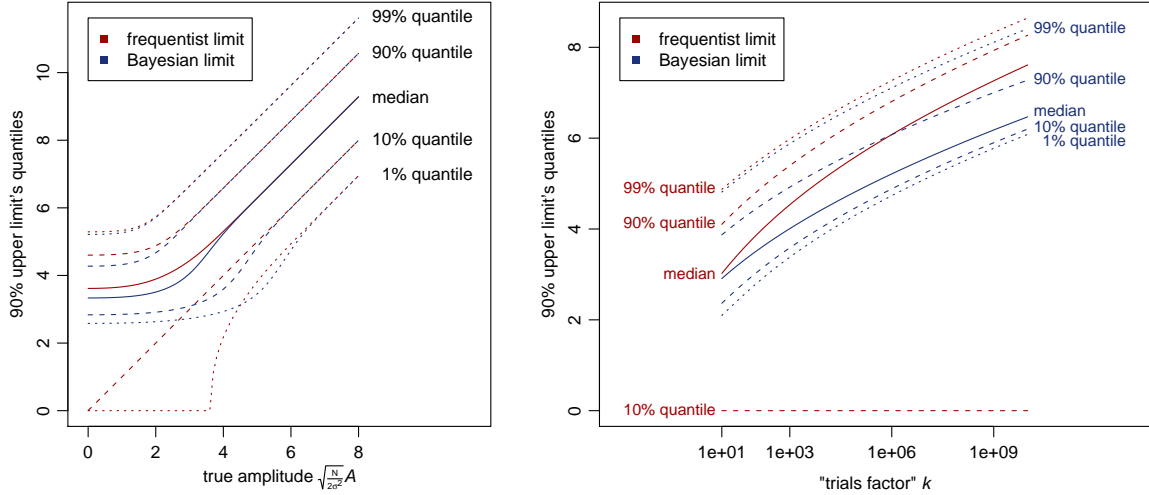 90% upper limit's quantiles
0
2
4
6
8
10
frequentist limit
Bayesian limit
99% quantile
90% quantile
median
10% quantile
1% quantile
0
2
4
6
8
true amplitude √N/2σ² A
90% upper limit's quantiles
0
2
4
6
8
frequentist limit
Bayesian limit
99% quantile
90% quantile
median
10% quantile
1% quantile
99% quantile
90% quantile
median
10% quantile
1e+01
1e+03
1e+06
1e+09
"trials factor" k